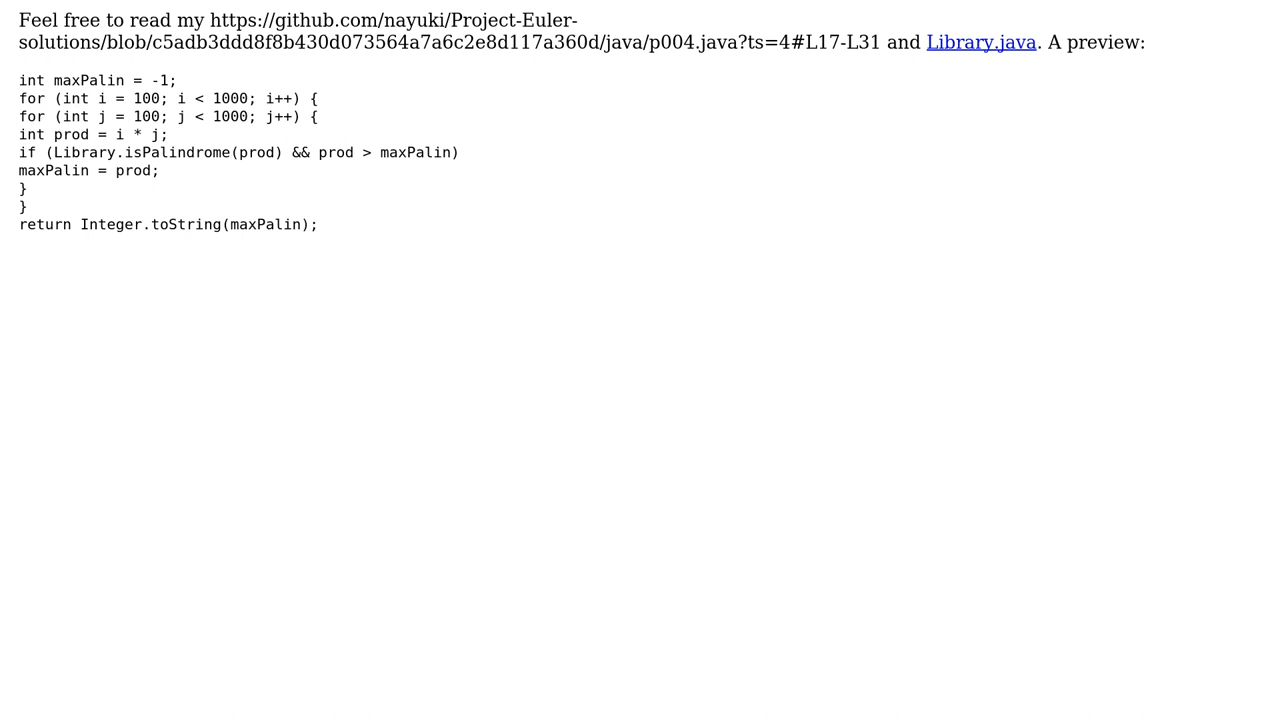 Feel free to read my https://github.com/nayuki/Project-Euler-
solutions/blob/c5adb3ddd8f8b430d073564a7a6c2e8d117a360d/java/p004.java?ts=4#L17-L31 and Library.java. A preview:
int maxPalin = -1;
for (int i = 100; i < 1000; i++) {
for (int j = 100; j < 1000; j++) {
int prod = i * j;
if (Library.isPalindrome(prod) && prod > maxPalin)
maxPalin = prod;
}
}
return Integer.toString(maxPalin);